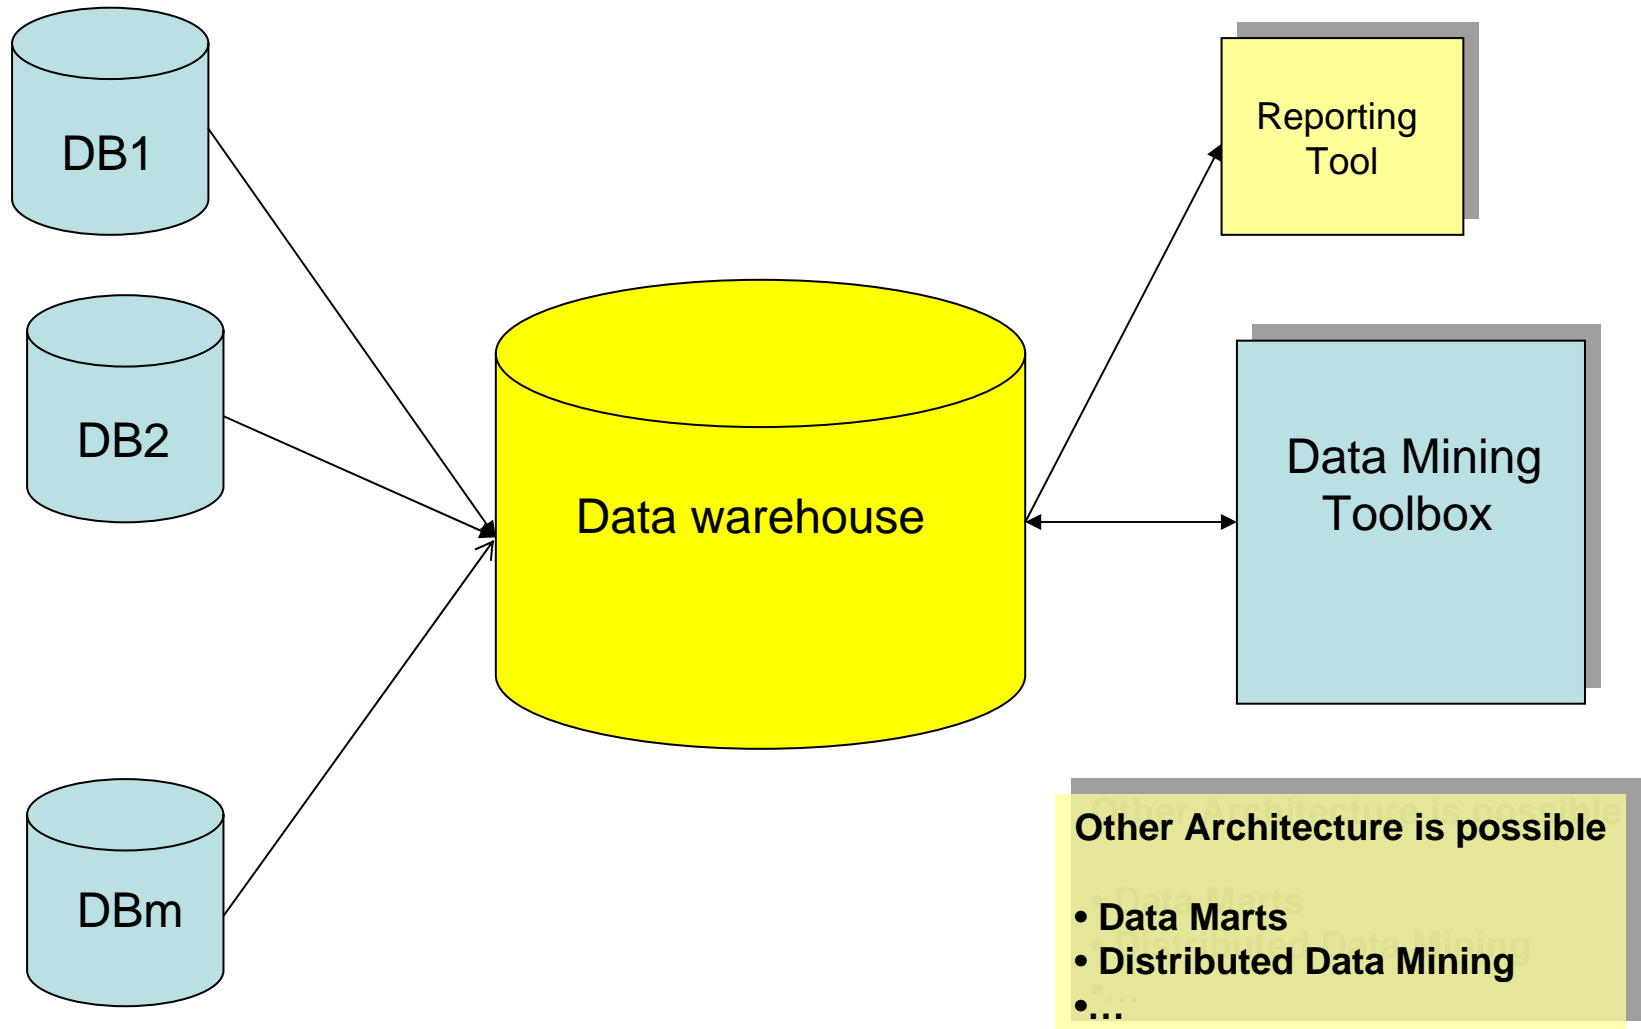 DB1
Reporting
Tool
DB2
Data warehouse
Data Mining
Toolbox
DBm
Other Architecture is possible
• Data Marts
• Distributed Data Mining
•…